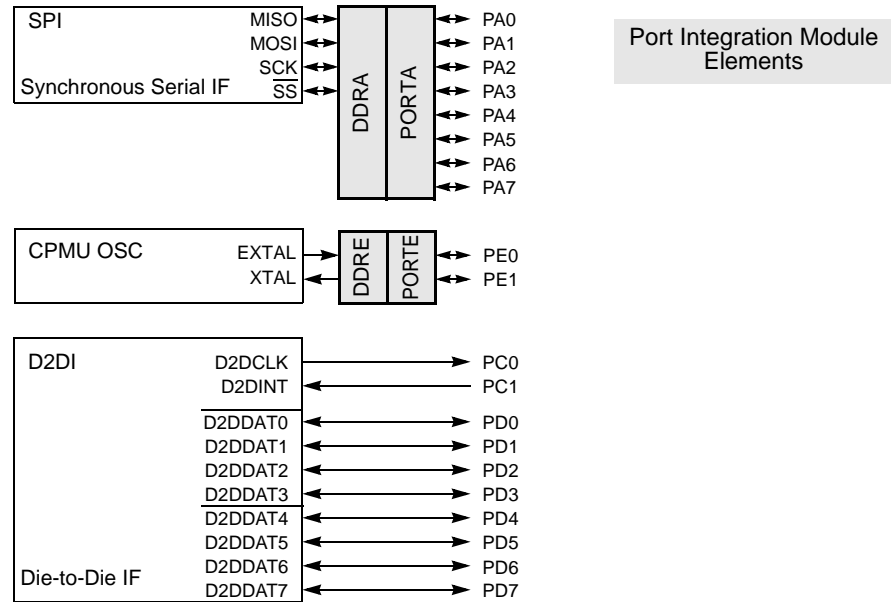 SPI
MISO
PA0
MOSI
PA1
SCK
PA2
Synchronous Serial IF
SS
PA3
PA4
PA5
PA6
PA7
DDRA
PORTA
Port Integration Module
Elements
CPMU OSC
EXTAL
PE0
XTAL
PE1
DDRE
PORTE
D2DI
D2DCLK
PC0
D2DINT
PC1
D2DDAT0
PD0
D2DDAT1
PD1
D2DDAT2
PD2
D2DDAT3
PD3
D2DDAT4
PD4
D2DDAT5
PD5
D2DDAT6
PD6
Die-to-Die IF
D2DDAT7
PD7